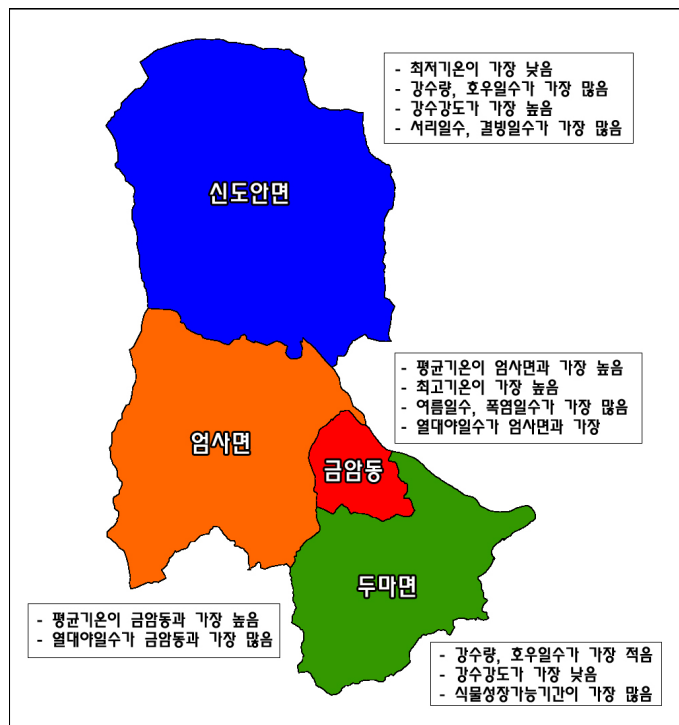 - 최저기온이 가장 낮음
- 강수량, 호우일수가 가장 많음
- 강수강도가 가장 높음
- 서리일수, 결빙일수가 가장 많음
신도안면
- 평균기온이 엄사면과 가장 높음
- 최고기온이 가장 높음
- 여름일수, 폭염일수가 가장 많음
- 열대야일수가 엄사면과 가장
엄사면
금암동
두마면
- 평균기온이 금암동과 가장 높음
- 열대야일수가 금암동과 가장 많음
- 강수량, 호우일수가 가장 적음
- 강수강도가 가장 낮음
- 식물성장가능기간이 가장 많음